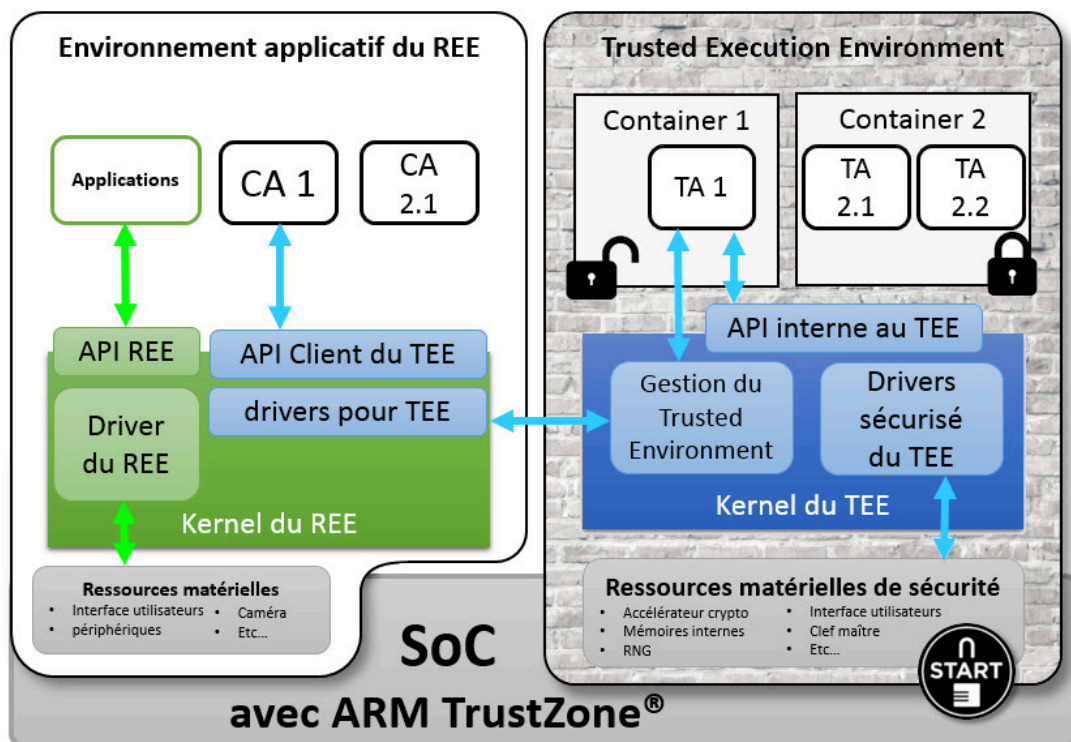 Environnement applicatif du REE
Applications
CA 1
CA
2.1
API REE
API Client du TEE
drivers pour TEE
Driver
du REE
Kernel du REE
Ressources matérielles
• Interface utilisateurs
• périphériques
• Caméra
• Etc...
Trusted Execution Environment
Container 1
TA 1
Container 2
TA
2.1
TA
2.2
API interne au TEE
Gestion du
Trusted
Environment
Drivers
sécurisé
du TEE
Kernel du TEE
Ressources matérielles de sécurité
• Accélérateur crypto
• Mémoires internes
• RNG
• Interface utilisateurs
• Clef maître
• Etc...
START
SoC
avec ARM TrustZone®